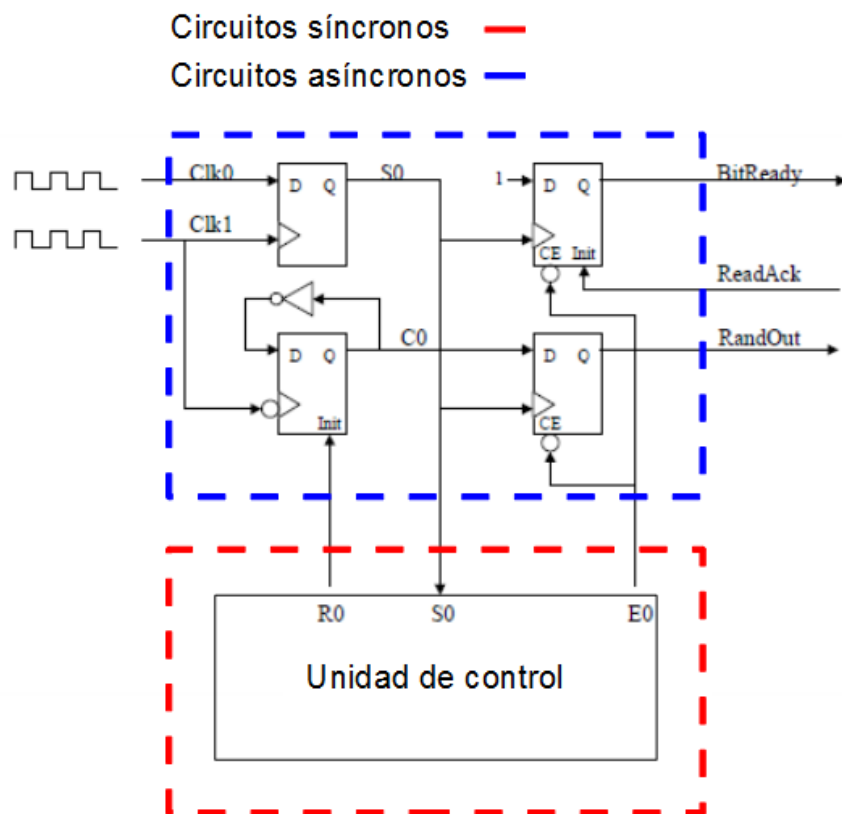 Circuitos síncronos
Circuitos asíncronos
Clk0
D Q
S0
1
D Q
BitReady
Clk1
CE Init
ReadAck
D Q
C0
D Q
RandOut
Init
CE
R0 S0 E0
Unidad de control